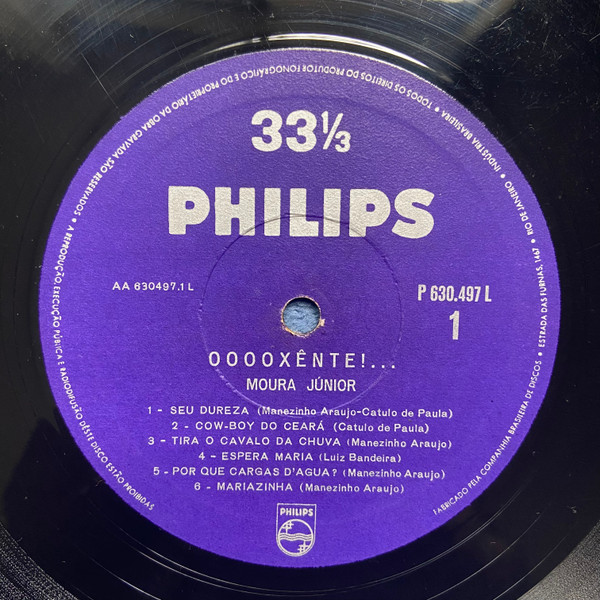 33⅓
PHILIPS
AA 630497.1 L
P 630.497 L
1
OOOOXÊNTE!...
MOURA JÚNIOR
1 - SEU DUREZA (Manezinho Araujo-Catulo de Paula)
2 - COW-BOY DO CEARÁ (Catulo de Paula)
3 - TIRA O CAVALO DA CHUVA (Manezinho Araujo)
4 - ESPERA MARIA (Luiz Bandeira)
5 - POR QUE CARGAS D'AGUA? (Manezinho Araujo)
6 - MARIAZINHA (Manezinho Araujo)
PHILIPS
• TODOS OS DIREITOS DO PRODUTOR FONOGRÁFICO E DO PROPRIETÁRIO DA OBRA GRAVADA SÃO RESERVADOS • A REPRODUÇÃO, EXECUÇÃO PÚBLICA E RADIODIFUSÃO DÊSTE DISCO ESTÃO PROIBIDAS
FABRICADO PELA COMPANHIA BRASILEIRA DE DISCOS • ESTRADA DAS FURNAS, 1467 • RIO DE JANEIRO • INDÚSTRIA BRASILEIRA